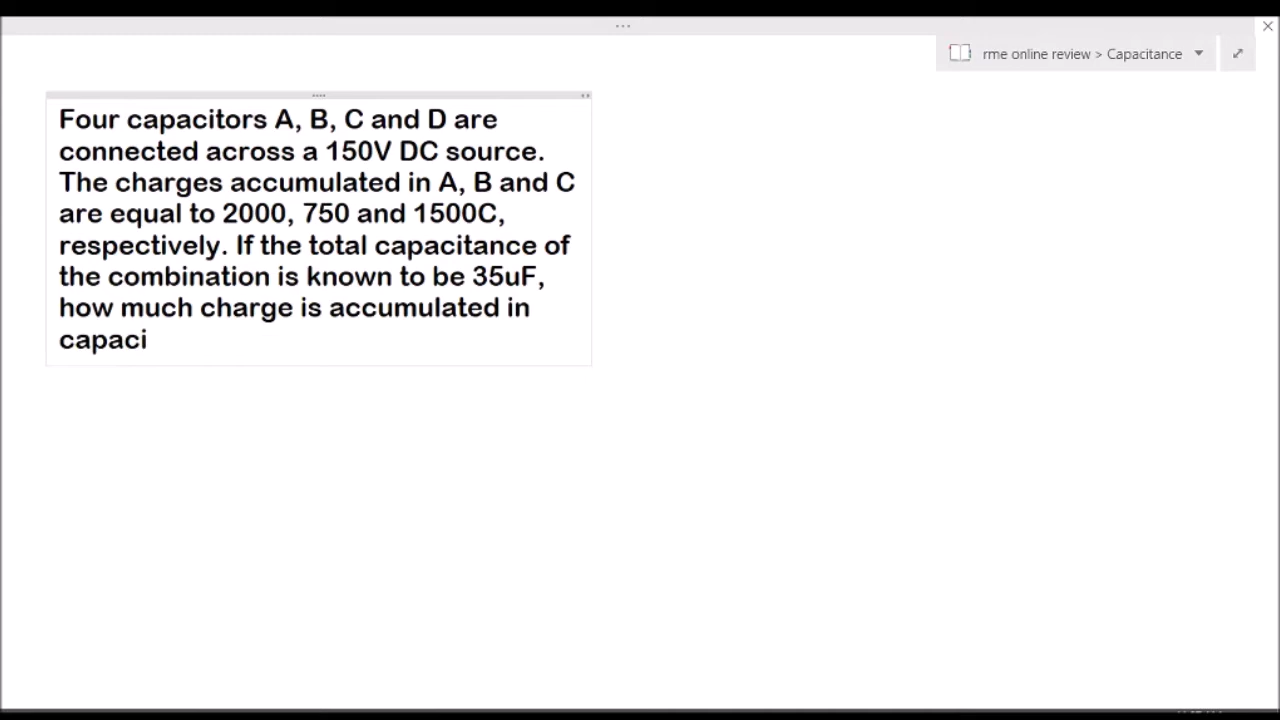 rme online review > Capacitance
Four capacitors A, B, C and D are
connected across a 150V DC source.
The charges accumulated in A, B and C
are equal to 2000, 750 and 1500C,
respectively. If the total capacitance of
the combination is known to be 35uF,
how much charge is accumulated in
capaci